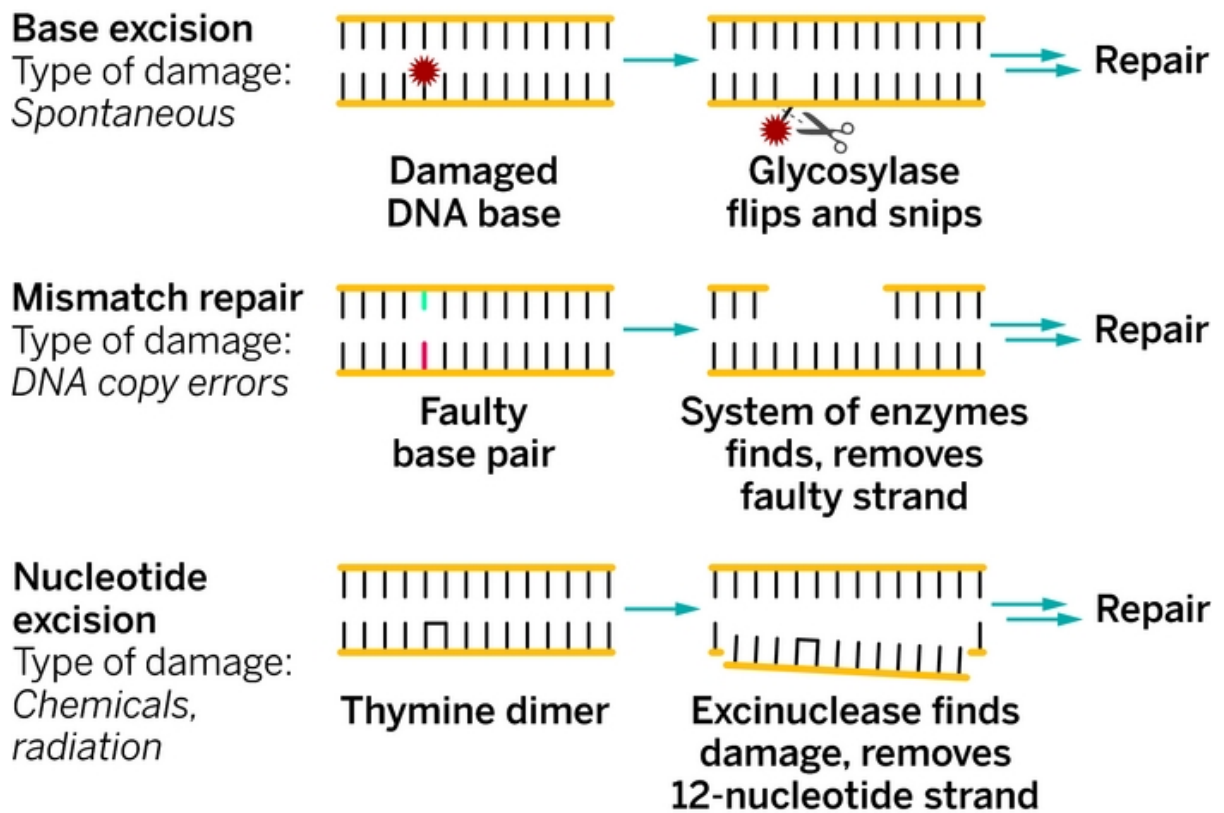 Base excision
Type of damage:
Spontaneous
Damaged
DNA base
Glycosylase
flips and snips
Repair
Mismatch repair
Type of damage:
DNA copy errors
Faulty
base pair
System of enzymes
finds, removes
faulty strand
Repair
Nucleotide
excision
Type of damage:
Chemicals,
radiation
Thymine dimer
Excinuclease finds
damage, removes
12-nucleotide strand
Repair